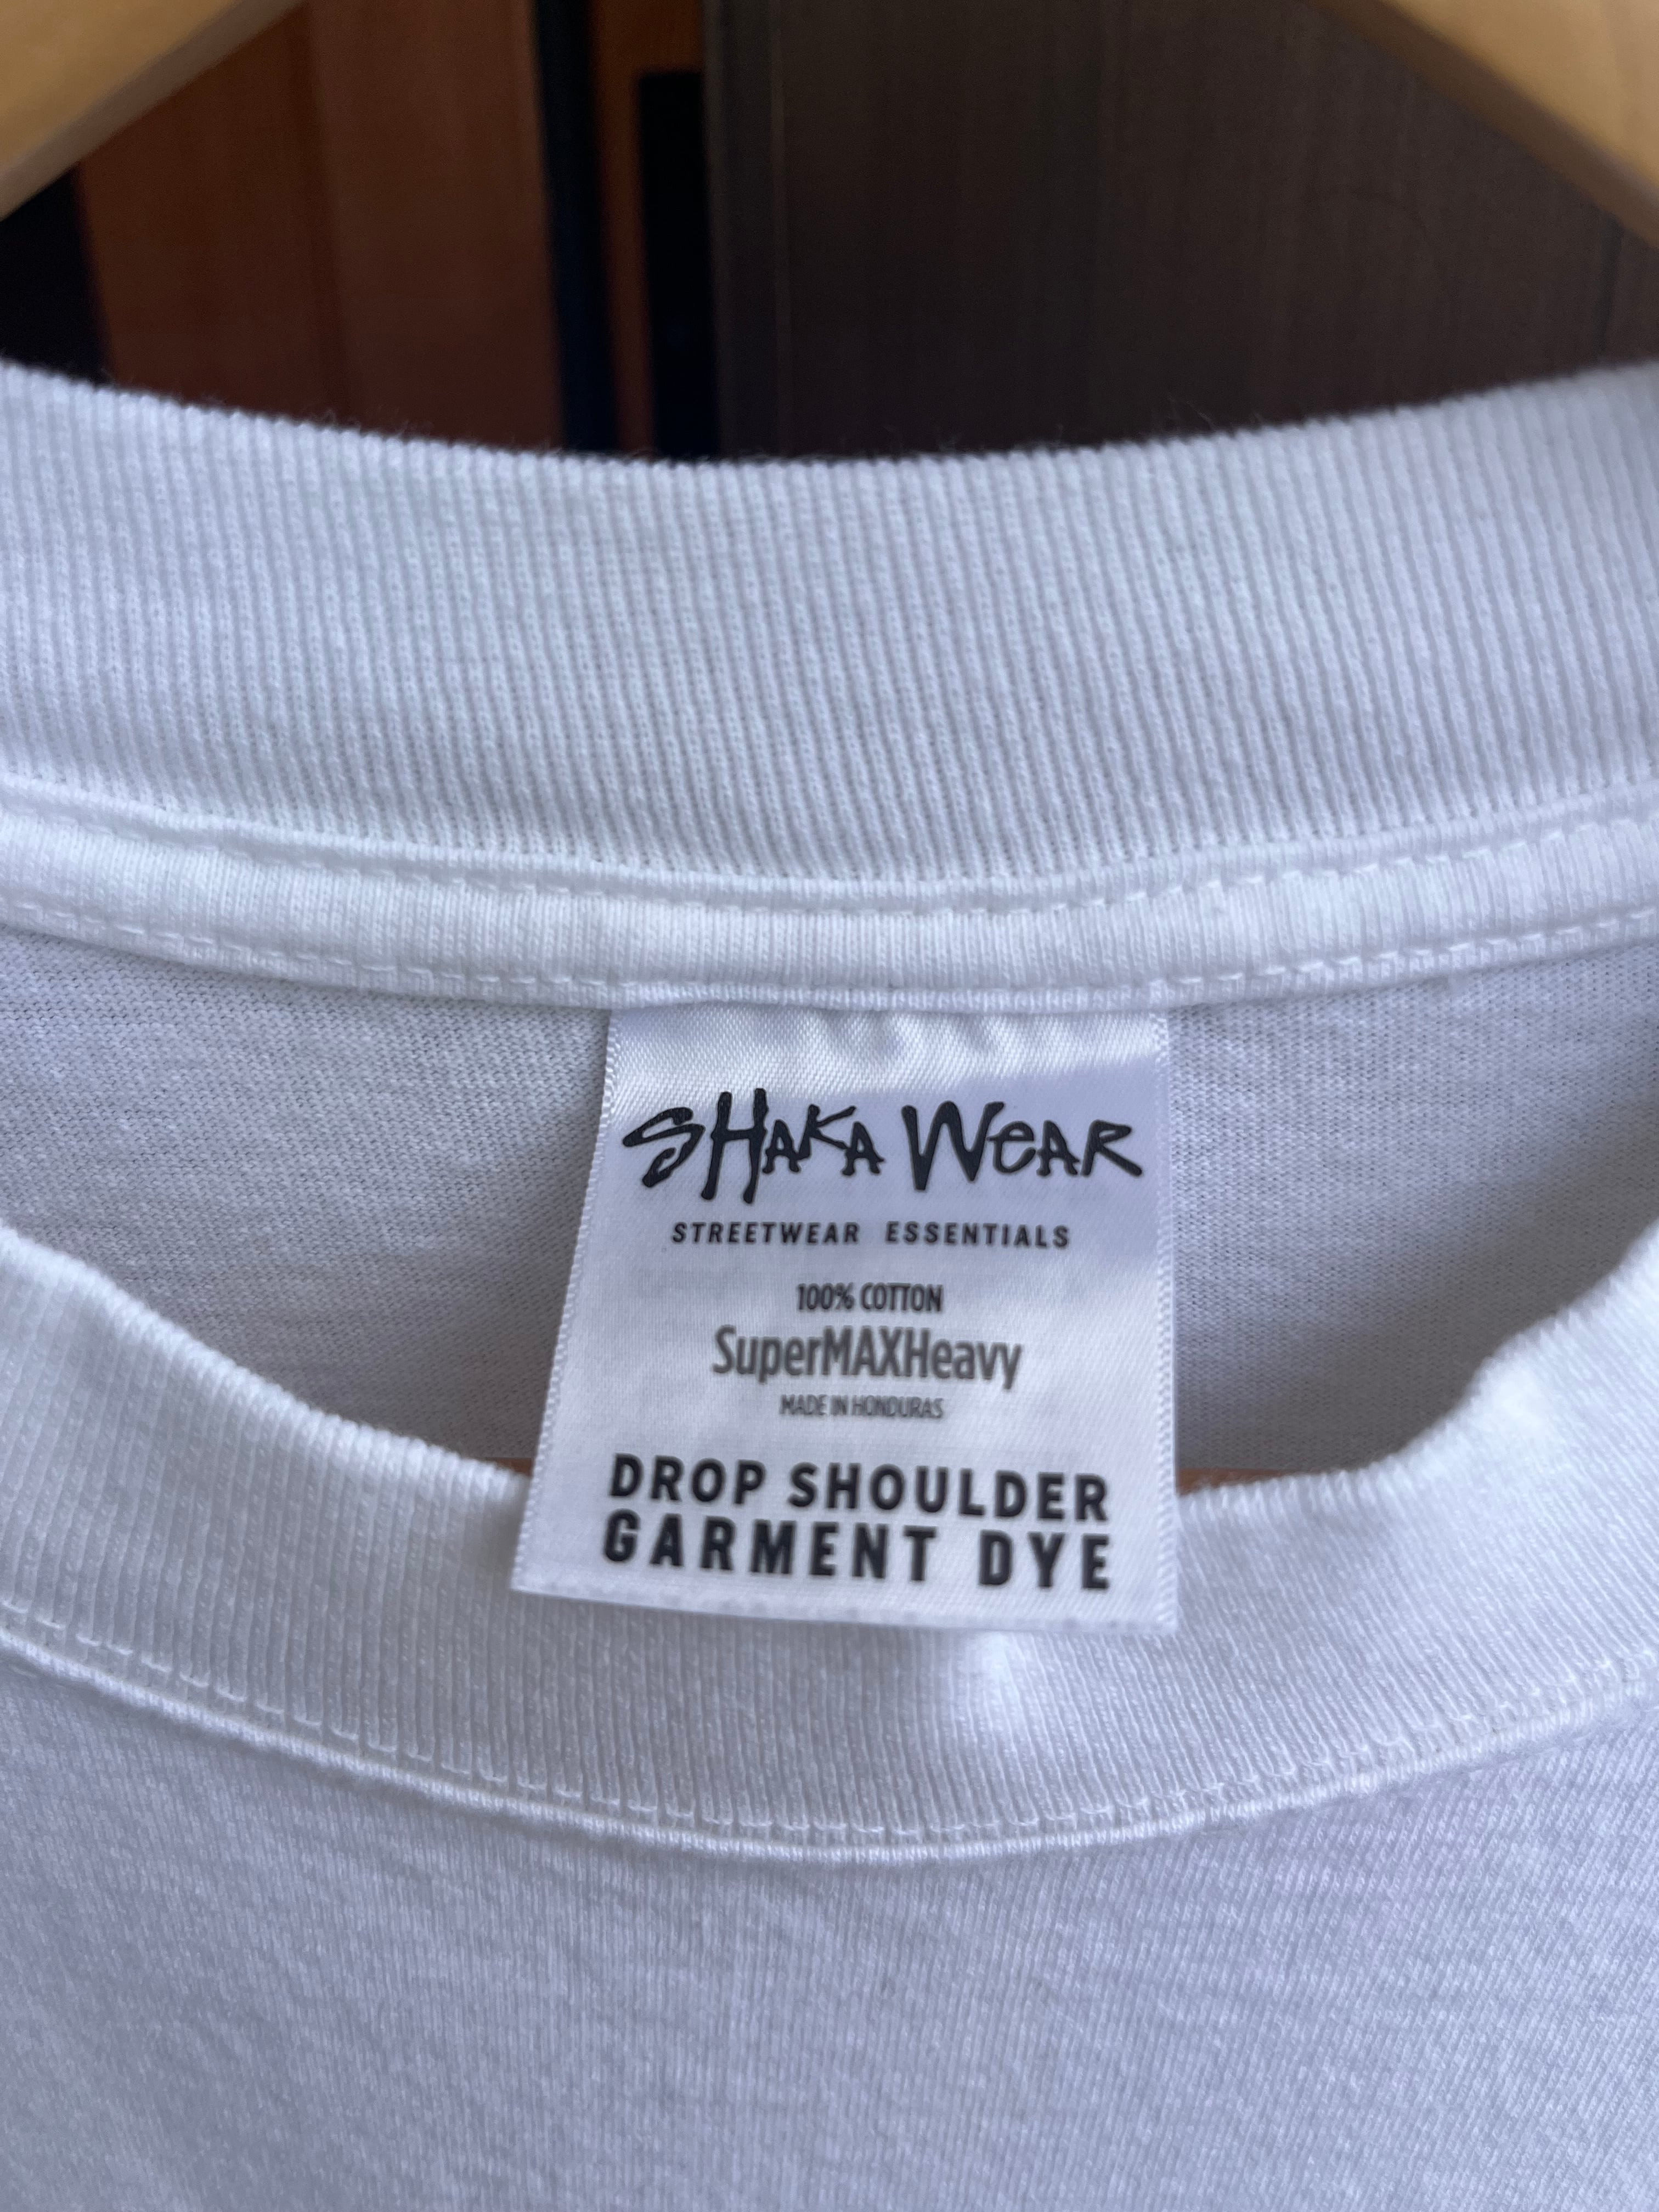 SHAKA WEAR
STREETWEAR ESSENTIALS
100% COTTON
SuperMAXHeavy
MADE IN HONDURAS
DROP SHOULDER
GARMENT DYE